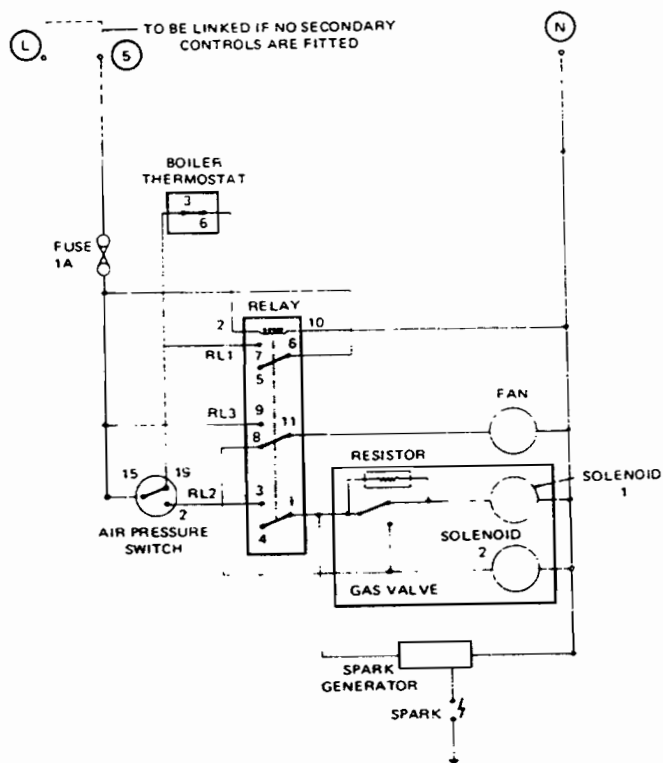 L
TO BE LINKED IF NO SECONDARY
CONTROLS ARE FITTED
5
N
BOILER
THERMOSTAT
3
6
FUSE
1A
RELAY
2
10
RL1
7
6
5
RL3
9
11
8
FAN
RESISTOR
15
19
RL2
2
3
1
4
SOLENOID
1
AIR PRESSURE
SWITCH
SOLENOID
2
GAS VALVE
SPARK
GENERATOR
SPARK